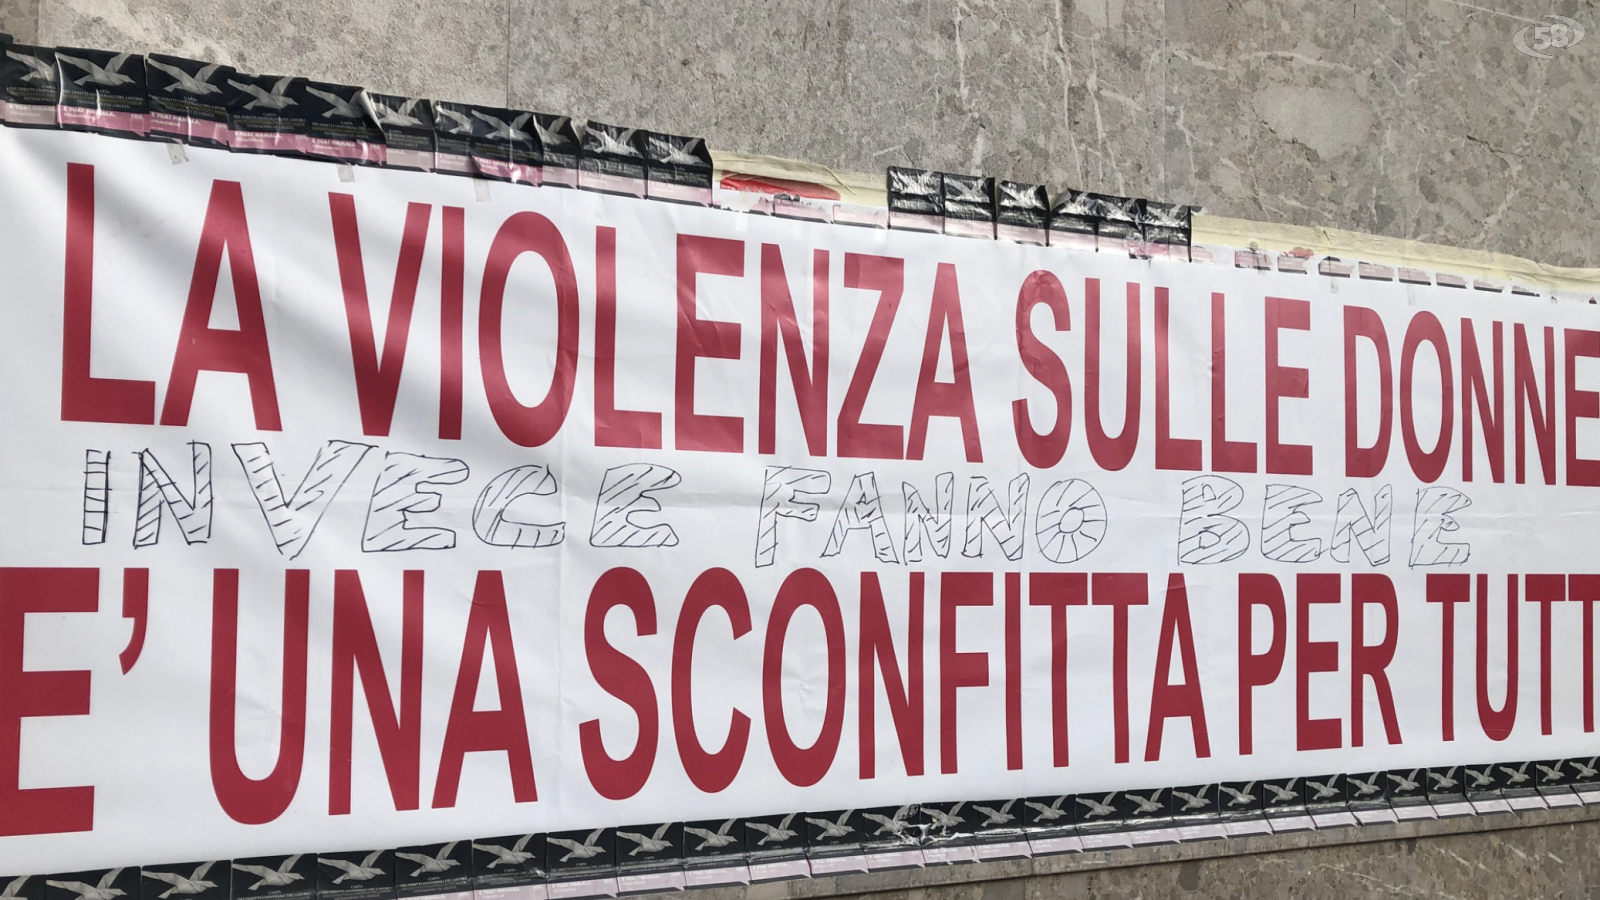 58
LA VIOLENZA SULLE DONNE
INVECE FANNO BENE
E' UNA SCONFITTA PER TUTT